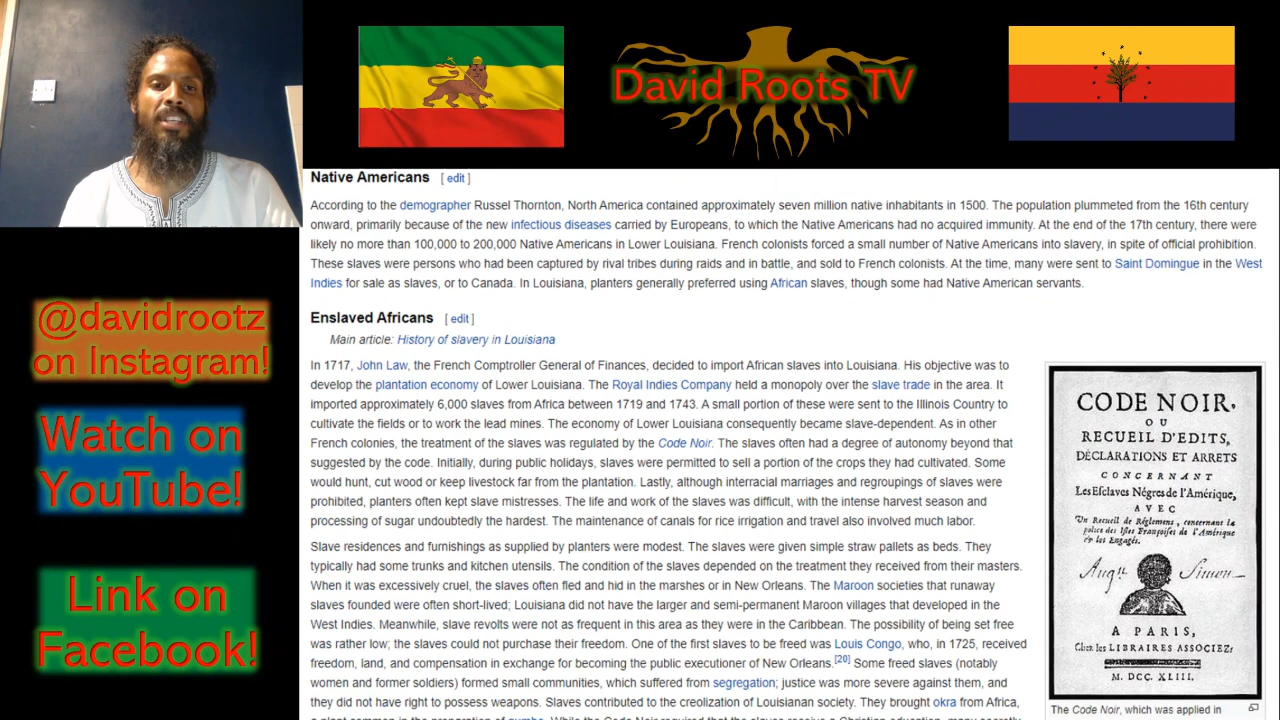 David Roots TV
@davidrootz
on Instagram!
Watch on
YouTube!
Link on
Facebook!
Native Americans [ edit ]
According to the demographer Russel Thornton, North America contained approximately seven million native inhabitants in 1500. The population plummeted from the 16th century
onward, primarily because of the new infectious diseases carried by Europeans, to which the Native Americans had no acquired immunity. At the end of the 17th century, there were
likely no more than 100,000 to 200,000 Native Americans in Lower Louisiana. French colonists forced a small number of Native Americans into slavery, in spite of official prohibition.
These slaves were persons who had been captured by rival tribes during raids and in battle, and sold to French colonists. At the time, many were sent to Saint Domingue in the West
Indies for sale as slaves, or to Canada. In Louisiana, planters generally preferred using African slaves, though some had Native American servants.
Enslaved Africans [ edit ]
Main article: History of slavery in Louisiana
In 1717, John Law, the French Comptroller General of Finances, decided to import African slaves into Louisiana. His objective was to
develop the plantation economy of Lower Louisiana. The Royal Indies Company held a monopoly over the slave trade in the area. It
imported approximately 6,000 slaves from Africa between 1719 and 1743. A small portion of these were sent to the Illinois Country to
cultivate the fields or to work the lead mines. The economy of Lower Louisiana consequently became slave-dependent. As in other
French colonies, the treatment of the slaves was regulated by the Code Noir. The slaves often had a degree of autonomy beyond that
suggested by the code. Initially, during public holidays, slaves were permitted to sell a portion of the crops they had cultivated. Some
would hunt, cut wood or keep livestock far from the plantation. Lastly, although interracial marriages and regroupings of slaves were
prohibited, planters often kept slave mistresses. The life and work of the slaves was difficult, with the intense harvest season and
processing of sugar undoubtedly the hardest. The maintenance of canals for rice irrigation and travel also involved much labor.
Slave residences and furnishings as supplied by planters were modest. The slaves were given simple straw pallets as beds. They
typically had some trunks and kitchen utensils. The condition of the slaves depended on the treatment they received from their masters.
When it was excessively cruel, the slaves often fled and hid in the marshes or in New Orleans. The Maroon societies that runaway
slaves founded were often short-lived; Louisiana did not have the larger and semi-permanent Maroon villages that developed in the
West Indies. Meanwhile, slave revolts were not as frequent in this area as they were in the Caribbean. The possibility of being set free
was rather low; the slaves could not purchase their freedom. One of the first slaves to be freed was Louis Congo, who, in 1725, received
freedom, land, and compensation in exchange for becoming the public executioner of New Orleans.[20] Some freed slaves (notably
women and former soldiers) formed small communities, which suffered from segregation; justice was more severe against them, and
they did not have right to possess weapons. Slaves contributed to the creolization of Louisianan society. They brought okra from Africa,
CODE NOIR,
OU
RECUEIL D'EDITS,
DÉCLARATIONS ET ARRETS
CONCERNANT
Les Esclaves Négres de l'Amérique,
AVEC
Un Recueil de Réglemens, concernans la
police des Isles Françoises de l'Amérique
& les Engagés.
A PARIS,
Chez les LIBRAIRES ASSOCIEZ;
M. DCC. XLIII.
The Code Noir, which was applied in